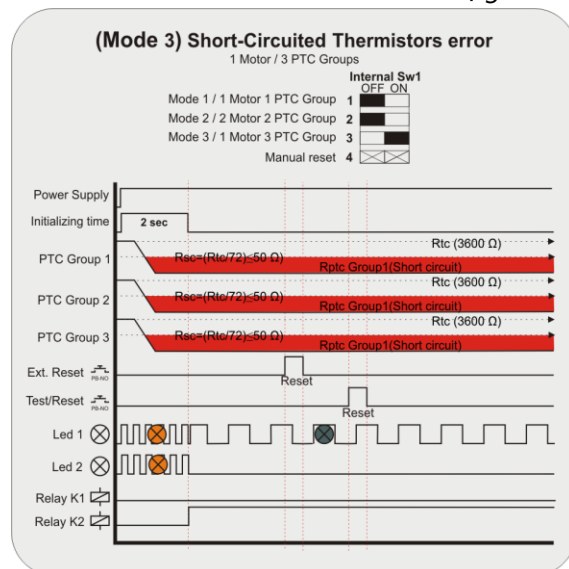 (Mode 3) Short-Circuited Thermistors error
1 Motor / 3 PTC Groups
Internal Sw1
OFF ON
Mode 1 / 1 Motor 1 PTC Group 1
Mode 2 / 2 Motor 2 PTC Group 2
Mode 3 / 1 Motor 3 PTC Group 3
Manual reset 4
Power Supply
Initializing time 2 sec
Rtc (3600 Ω)
PTC Group 1 Rsc=(Rtc/72)≤50 Ω)
Rptc Group1(Short circuit)
Rtc (3600 Ω)
PTC Group 2 Rsc=(Rtc/72)≤50 Ω)
Rptc Group1(Short circuit)
Rtc (3600 Ω)
PTC Group 3 Rsc=(Rtc/72)≤50 Ω)
Rptc Group1(Short circuit)
Ext. Reset PB-NO
Reset
Test/Reset PB-NO
Reset
Led 1
Led 2
Relay K1
Relay K2